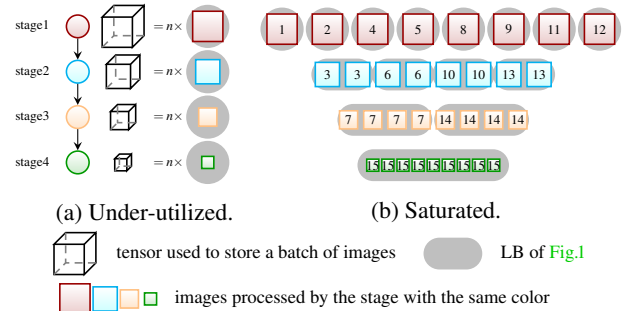 stage1 = n× 1 2 4 5 8 9 11 12
stage2 = n× 3 3 6 6 10 10 13 13
stage3 = n× 7 7 7 7 14 14 14 14
stage4 = n× 15 15 15 15 15 15 15 15
(a) Under-utilized. (b) Saturated.
tensor used to store a batch of images LB of Fig.1
images processed by the stage with the same color